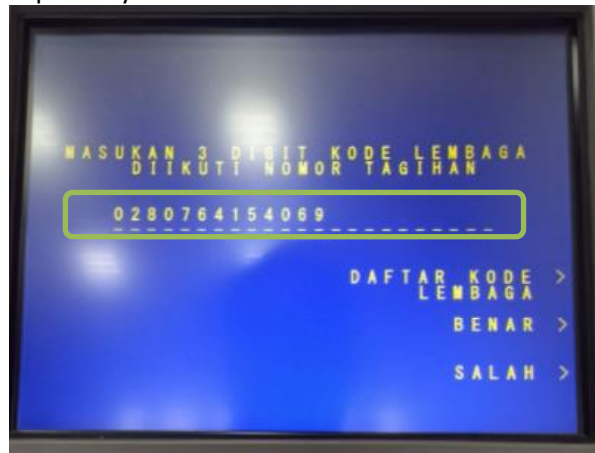 MASUKAN 3 DIGIT KODE LEMBAGA
DIIKUTI NOMOR TAGIHAN
0280764154069
DAFTAR KODE >
LEMBAGA
BENAR >
SALAH >